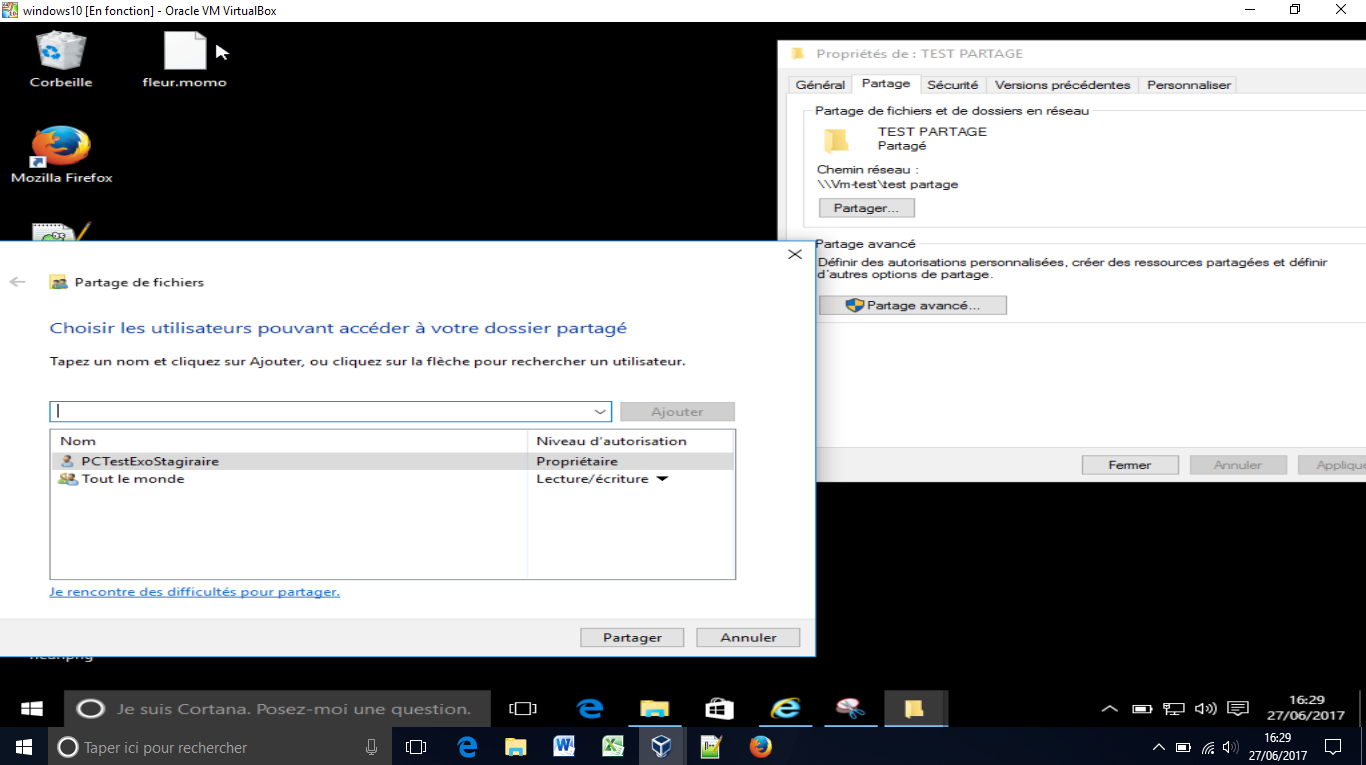 windows10 [En fonction] - Oracle VM VirtualBox
Corbeille
fleur.momo
Mozilla Firefox
Propriétés de : TEST PARTAGE
Général Partage Sécurité Versions précédentes Personnaliser
Partage de fichiers et de dossiers en réseau
TEST PARTAGE
Partagé
Chemin réseau :
\\Vm-test\test partage
Partager...
Partage avancé
Définir des autorisations personnalisées, créer des ressources partagées et définir
d'autres options de partage.
Partage avancé...
Fermer Annuler Applique
Partage de fichiers
Choisir les utilisateurs pouvant accéder à votre dossier partagé
Tapez un nom et cliquez sur Ajouter, ou cliquez sur la flèche pour rechercher un utilisateur.
Ajouter
Nom Niveau d'autorisation
PCTestExoStagiraire Propriétaire
Tout le monde Lecture/écriture
Je rencontre des difficultés pour partager.
Partager Annuler
Je suis Cortana. Posez-moi une question.
16:29
27/06/2017
Taper ici pour rechercher
16:29
27/06/2017